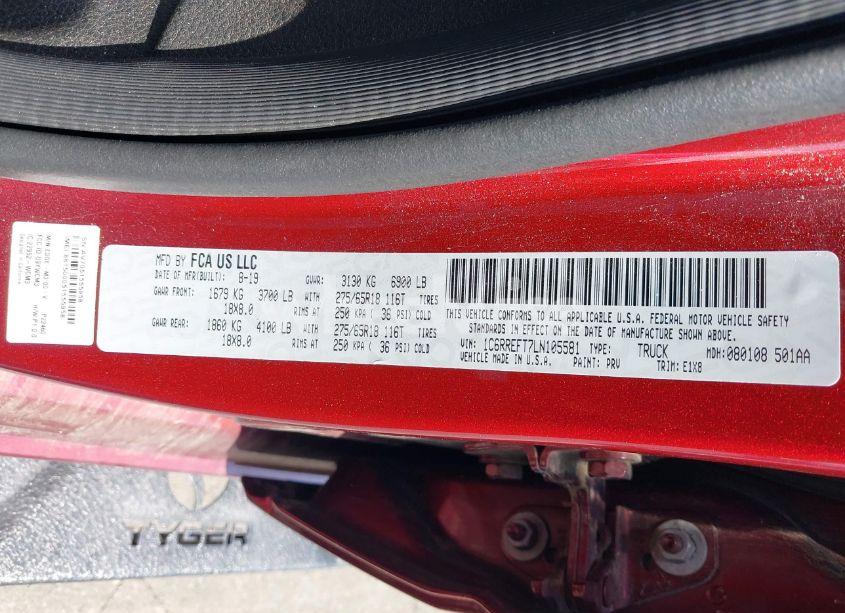 MFD BY FCA US LLC
DATE OF MFR(BUILT): 8-19 GVWR: 3130 KG 6900 LB
GAWR FRONT: 1679 KG 3700 LB WITH 275/65R18 116T TIRES
18X8.0 RIMS AT 250 KPA ( 36 PSI) COLD
GAWR REAR: 1860 KG 4100 LB WITH 275/65R18 116T TIRES
18X8.0 RIMS AT 250 KPA ( 36 PSI) COLD
THIS VEHICLE CONFORMS TO ALL APPLICABLE U.S.A. FEDERAL MOTOR VEHICLE SAFETY
STANDARDS IN EFFECT ON THE DATE OF MANUFACTURE SHOWN ABOVE.
VIN: 1C6RREFT7LN105581 TYPE: TRUCK MDH:080108 501AA
VEHICLE MADE IN U.S.A. PAINT: PRV TRIM: E1X8
TYGER